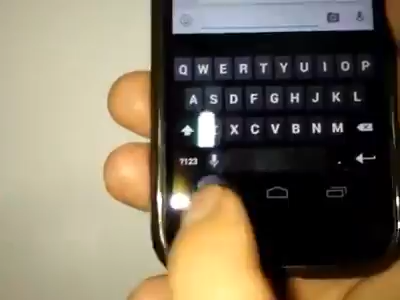 Q W E R T Y U I O P
A S D F G H J K L
X C V B N M
?123 .